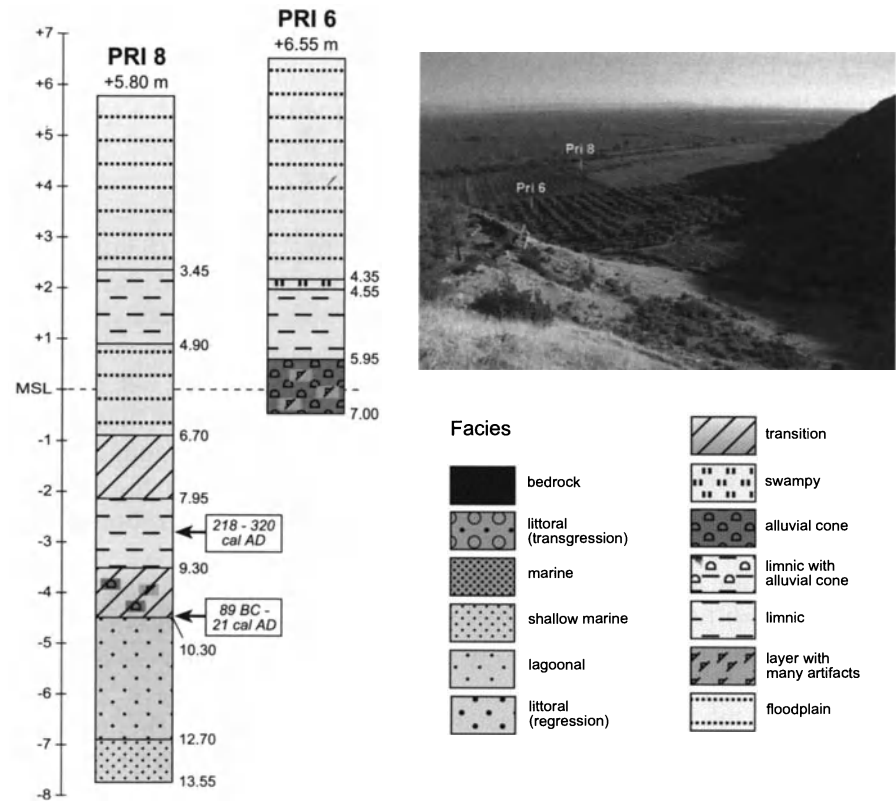 PRI 8
+5.80 m
PRI 6
+6.55 m
+7
+6
+5
+4
+3
+2
+1
MSL
-1
-2
-3
-4
-5
-6
-7
-8
3.45
4.90
6.70
7.95
9.30
10.30
12.70
13.55
218 - 320
cal AD
89 BC -
21 cal AD
4.35
4.55
5.95
7.00
Pri 8
Pri 6
Facies
bedrock
littoral
(transgression)
marine
shallow marine
lagoonal
littoral
(regression)
transition
swampy
alluvial cone
limnic with
alluvial cone
limnic
layer with
many artifacts
floodplain